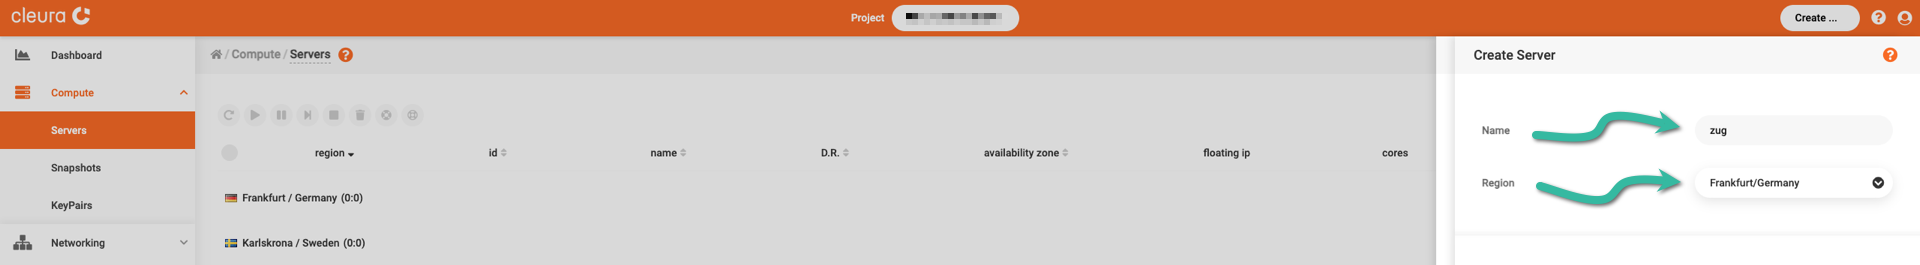 cleura
Project
Create ...
Dashboard
Compute
Servers
Snapshots
KeyPairs
Networking
/ Compute / Servers ?
region id name D.R. availability zone floating ip cores
Frankfurt / Germany (0:0)
Karlskrona / Sweden (0:0)
Create Server
Name zug
Region Frankfurt/Germany